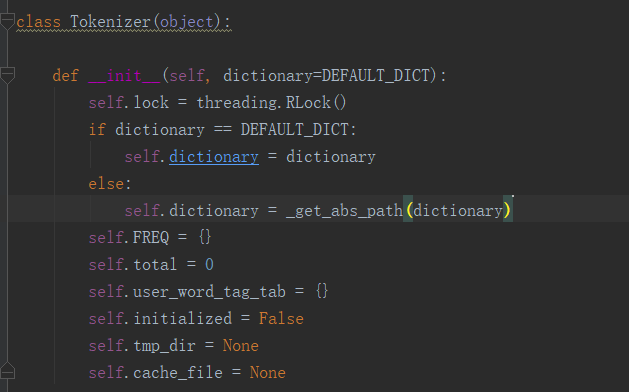 class Tokenizer(object):
def __init__(self, dictionary=DEFAULT_DICT):
self.lock = threading.RLock()
if dictionary == DEFAULT_DICT:
self.dictionary = dictionary
else:
self.dictionary = _get_abs_path(dictionary)
self.FREQ = {}
self.total = 0
self.user_word_tag_tab = {}
self.initialized = False
self.tmp_dir = None
self.cache_file = None